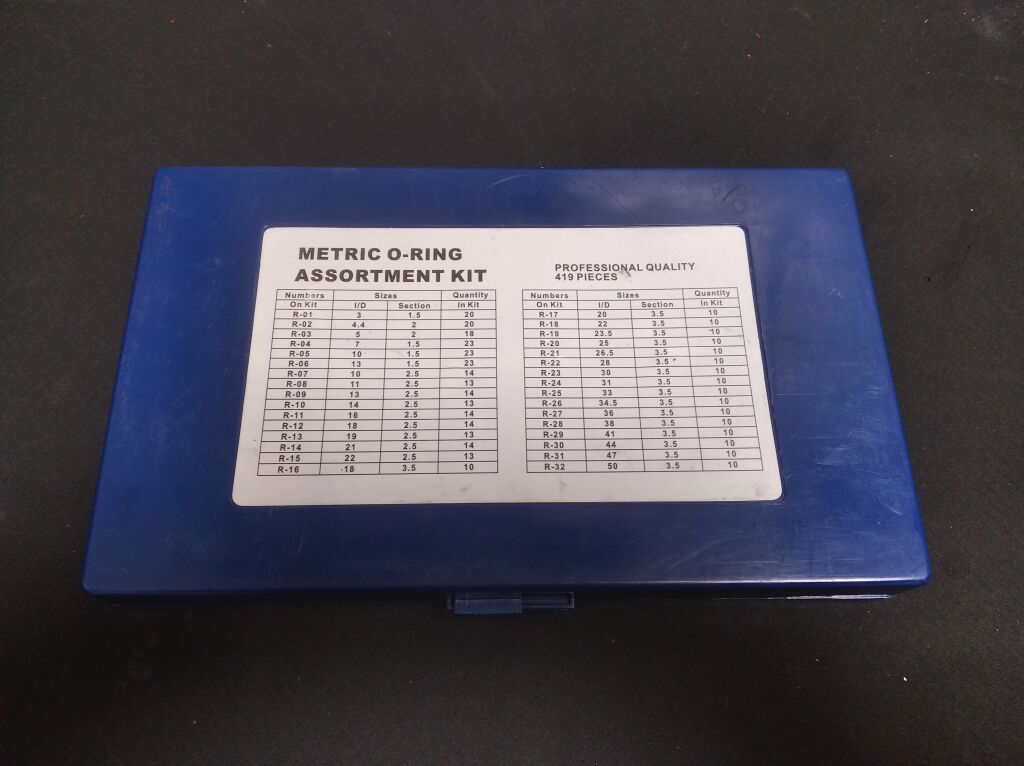 METRIC O-RING
ASSORTMENT KIT
Numbers Sizes Quantity
On Kit I/D Section In Kit
R-01 3 1.5 20
R-02 4.4 2 20
R-03 5 2 18
R-04 7 1.5 23
R-05 10 1.5 23
R-06 13 1.5 23
R-07 10 2.5 14
R-08 11 2.5 13
R-09 13 2.5 14
R-10 14 2.5 13
R-11 16 2.5 14
R-12 18 2.5 14
R-13 19 2.5 13
R-14 21 2.5 14
R-15 22 2.5 13
R-16 18 3.5 10
PROFESSIONAL QUALITY
419 PIECES
Numbers Sizes Quantity
On Kit I/D Section In Kit
R-17 20 3.5 10
R-18 22 3.5 10
R-19 23.5 3.5 10
R-20 25 3.5 10
R-21 26.5 3.5 10
R-22 28 3.5 10
R-23 30 3.5 10
R-24 31 3.5 10
R-25 33 3.5 10
R-26 34.5 3.5 10
R-27 36 3.5 10
R-28 38 3.5 10
R-29 41 3.5 10
R-30 44 3.5 10
R-31 47 3.5 10
R-32 50 3.5 10